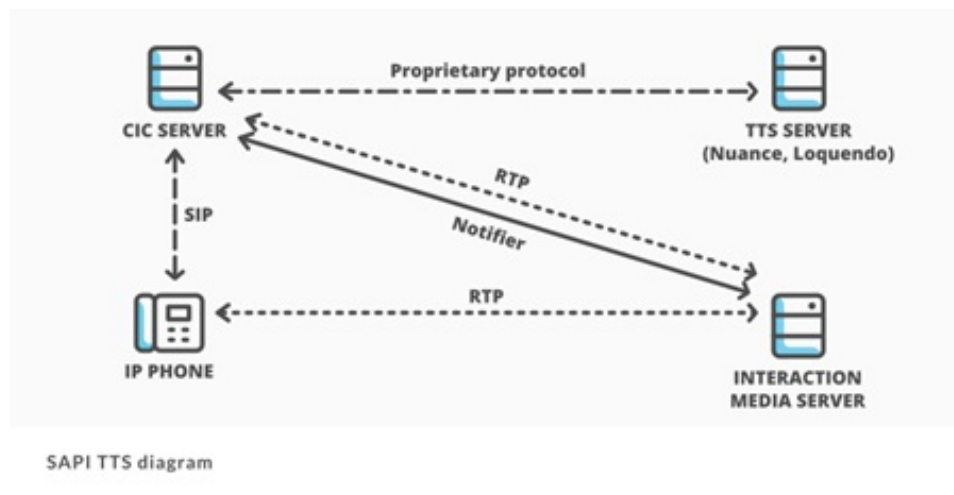 Proprietary protocol
CIC SERVER
TTS SERVER
(Nuance, Loquendo)
RTP
SIP
Notifier
RTP
IP PHONE
INTERACTION
MEDIA SERVER
SAPI TTS diagram